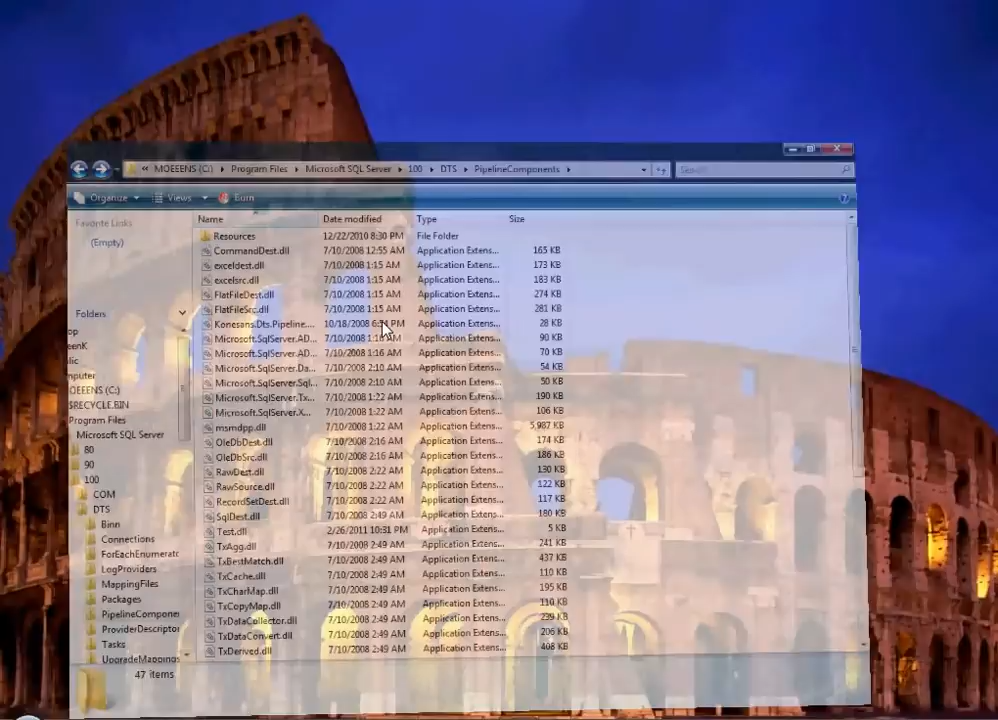 « MOEEENS (C:) › Program Files › Microsoft SQL Server › 100 › DTS › PipelineComponents ›
Organize Views Burn
Favorite Links
(Empty)
Folders
op
eenK
lic
nputer
OEEENS (C:)
$RECYCLE.BIN
Program Files
Microsoft SQL Server
80
90
100
COM
DTS
Binn
Connections
ForEachEnumeratc
LogProviders
MappingFiles
Packages
PipelineCompone
ProviderDescriptor
Tasks
UpgradeMappings
Name Date modified Type Size
Resources 12/22/2010 8:30 PM File Folder
CommandDest.dll 7/10/2008 12:55 AM Application Extens... 165 KB
exceldest.dll 7/10/2008 1:15 AM Application Extens... 173 KB
excelsrc.dll 7/10/2008 1:15 AM Application Extens... 183 KB
FlatFileDest.dll 7/10/2008 1:15 AM Application Extens... 274 KB
FlatFileSrc.dll 7/10/2008 1:15 AM Application Extens... 281 KB
Konesans.Dts.Pipeline.... 10/18/2008 PM Application Extens... 28 KB
Microsoft.SqlServer.AD... 7/10/2008 1:16 AM Application Extens... 90 KB
Microsoft.SqlServer.AD... 7/10/2008 1:16 AM Application Extens... 70 KB
Microsoft.SqlServer.Da... 7/10/2008 2:10 AM Application Extens... 54 KB
Microsoft.SqlServer.Sql... 7/10/2008 2:10 AM Application Extens... 50 KB
Microsoft.SqlServer.Tx... 7/10/2008 1:22 AM Application Extens... 190 KB
Microsoft.SqlServer.X... 7/10/2008 1:22 AM Application Extens... 106 KB
msmdpp.dll 7/10/2008 1:22 AM Application Extens... 5,987 KB
OleDbDest.dll 7/10/2008 2:16 AM Application Extens... 174 KB
OleDbSrc.dll 7/10/2008 2:16 AM Application Extens... 186 KB
RawDest.dll 7/10/2008 2:22 AM Application Extens... 130 KB
RawSource.dll 7/10/2008 2:22 AM Application Extens... 122 KB
RecordSetDest.dll 7/10/2008 2:22 AM Application Extens... 117 KB
SqlDest.dll 7/10/2008 2:49 AM Application Extens... 180 KB
Test.dll 2/26/2011 10:31 PM Application Extens... 5 KB
TxAgg.dll 7/10/2008 2:49 AM Application Extens... 241 KB
TxBestMatch.dll 7/10/2008 2:49 AM Application Extens... 437 KB
TxCache.dll 7/10/2008 2:49 AM Application Extens... 110 KB
TxCharMap.dll 7/10/2008 2:49 AM Application Extens... 195 KB
TxCopyMap.dll 7/10/2008 2:49 AM Application Extens... 110 KB
TxDataCollector.dll 7/10/2008 2:49 AM Application Extens... 239 KB
TxDataConvert.dll 7/10/2008 2:49 AM Application Extens... 206 KB
TxDerived.dll 7/10/2008 2:49 AM Application Extens... 408 KB
47 items